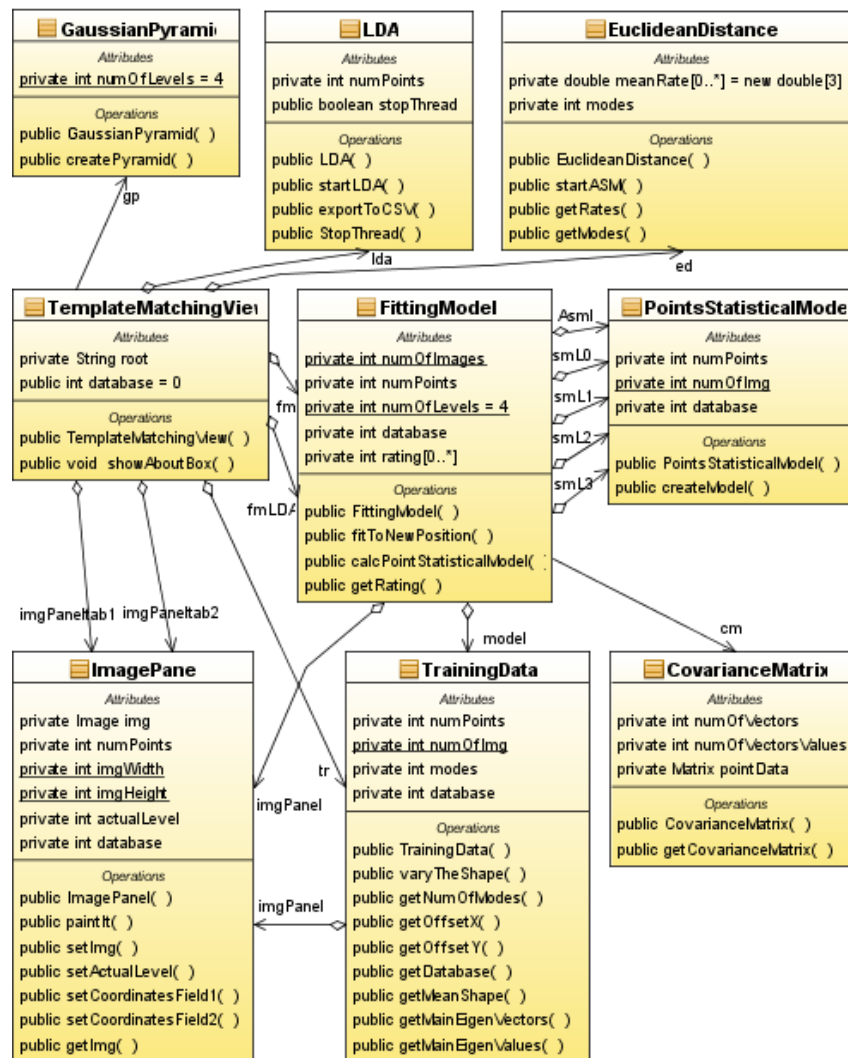 GaussianPyrami
Attributes
private int numOfLevels = 4
Operations
public GaussianPyramid( )
public createPyramid( )
gp
LDA
Attributes
private int numPoints
public boolean stopThread
Operations
public LDA( )
public startLDA( )
public exportToCSV( )
public StopThread( )
lda
EuclideanDistance
Attributes
private double meanRate[0..*] = new double[3]
private int modes
Operations
public EuclideanDistance( )
public startASM( )
public getRates( )
public getModes( )
ed
TemplateMatchingView
Attributes
private String root
public int database = 0
Operations
public TemplateMatchingView( )
public void showAboutBox( )
fm
fmLDA
FittingModel
Attributes
private int numOfImages
private int numPoints
private int numOfLevels = 4
private int database
private rating[0..*]
Operations
public FittingModel( )
public fitToNewPosition( )
public calcPointStatisticalModel( )
public getRating( )
Asml
smL0
smL1
smL2
smL3
PointsStatisticalMode
Attributes
private int numPoints
private int numOfImg
private int database
Operations
public PointsStatisticalModel( )
public createModel( )
imgPaneltab1
imgPaneltab2
tr
imgPanel
model
cm
ImagePane
Attributes
private Image img
private int numPoints
private int imgWidth
private int imgHeight
private int actualLevel
private int database
Operations
public ImagePanel( )
public paintIt( )
public setImg( )
public setActualLevel( )
public setCoordinatesField1( )
public setCoordinatesField2( )
public getImg( )
imgPanel
TrainingData
Attributes
private int numPoints
private int numOfImg
private int modes
private int database
Operations
public TrainingData( )
public varyTheShape( )
public getNumOfModes( )
public getOffsetX( )
public getOffsetY( )
public getDatabase( )
public getMeanShape( )
public getMainEigenVectors( )
public getMainEigenValues( )
CovarianceMatrix
Attributes
private int numOfVectors
private int numOfVectorsValues
private Matrix pointData
Operations
public CovarianceMatrix( )
public getCovarianceMatrix( )